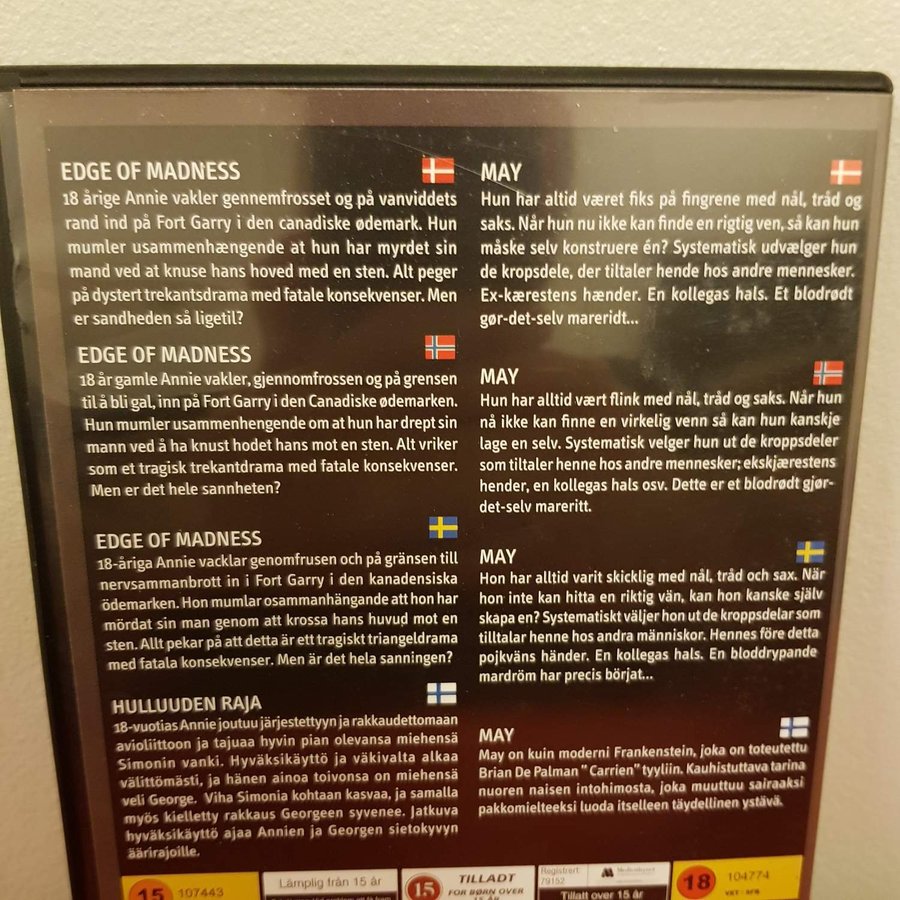 EDGE OF MADNESS
18 årige Annie vakler gennemfrosset og på vanviddets
rand ind på Fort Garry i den canadiske ødemark. Hun
mumler usammenhængende at hun har myrdet sin
mand ved at knuse hans hoved med en sten. Alt peger
på dystert trekantsdrama med fatale konsekvenser. Men
er sandheden så ligetil?
EDGE OF MADNESS
18 år gamle Annie vakler, gjennomfrossen og på grensen
til å bli gal, inn på Fort Garry i den Canadiske ødemarken.
Hun mumler usammenhengende om at hun har drept sin
mann ved å ha knust hodet hans mot en sten. Alt vriker
som et tragisk trekantdrama med fatale konsekvenser.
Men er det hele sannheten?
EDGE OF MADNESS
18-åriga Annie vacklar genomfrusen och på gränsen till
nervsammanbrott in i Fort Garry i den kanadensiska
ödemarken. Hon mumlar osammanhängande att hon har
mördat sin man genom att krossa hans huvud mot en
sten. Allt pekar på att detta är ett tragiskt triangeldrama
med fatala konsekvenser. Men är det hela sanningen?
HULLUUDEN RAJA
18-vuotias Annie joutuu järjestettyyn ja rakkaudettomaan
avioliittoon ja tajuaa hyvin pian olevansa miehensä
Simonin vanki. Hyväksikäyttö ja väkivalta alkaa
välittömästi, ja hänen ainoa toivonsa on miehensä
veli George. Viha Simonia kohtaan kasvaa, ja samalla
myös kielletty rakkaus Georgeen syvenee. Jatkuva
hyväksikäyttö ajaa Annien ja Georgen sietokyvyn
äärirajoille.
MAY
Hun har altid været fiks på fingrene med nål, tråd og
saks. Når hun nu ikke kan finde en rigtig ven, så kan hun
måske selv konstruere én? Systematisk udvælger hun
de kropsdele, der tiltaler hende hos andre mennesker.
Ex-kærestens hænder. En kollegas hals. Et blodrødt
gør-det-selv mareridt...
MAY
Hun har alltid vært flink med nål, tråd og saks. Når hun
nå ikke kan finne en virkelig venn så kan hun kanskje
lage en selv. Systematisk velger hun ut de kroppsdeler
som tiltaler henne hos andre mennesker; ekskjærestens
hender, en kollegas hals osv. Dette er et blodrødt gjør-
det-selv mareritt.
MAY
Hon har alltid varit skicklig med nål, tråd och sax. När
hon inte kan hitta en riktig vän, kan hon kanske själv
skapa en? Systematiskt väljer hon ut de kroppsdelar som
tilltalar henne hos andra människor. Hennes före detta
pojkväns händer. En kollegas hals. En bloddrypande
mardröm har precis börjat...
MAY
May on kuin moderni Frankenstein, joka on toteutettu
Brian De Palman "Carrien" tyyliin. Kauhistuttava tarina
nuoren naisen intohimosta, joka muuttuu sairaaksi
pakkomielteeksi luoda itselleen täydellinen ystävä.
15 107443
Lämplig från 15 år
15 TILLADT
FOR BØRN OVER
15 ÅR
Registrert
79152
Tillatt over 15 år
18 104774